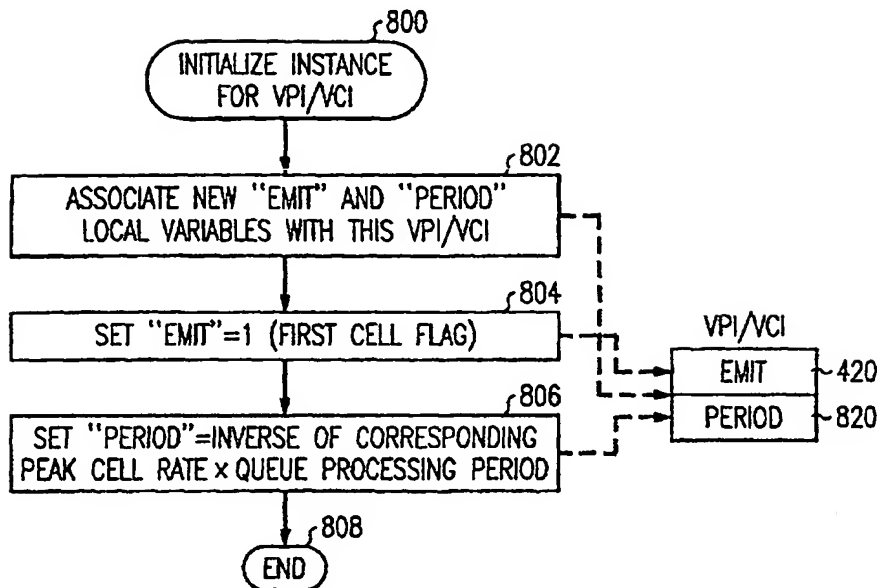 800
INITIALIZE INSTANCE
FOR VPI/VCI
802
ASSOCIATE NEW "EMIT" AND "PERIOD"
LOCAL VARIABLES WITH THIS VPI/VCI
804
SET "EMIT"=1 (FIRST CELL FLAG)
VPI/VCI
EMIT
420
PERIOD
820
806
SET "PERIOD"=INVERSE OF CORRESPONDING
PEAK CELL RATE × QUEUE PROCESSING PERIOD
808
END